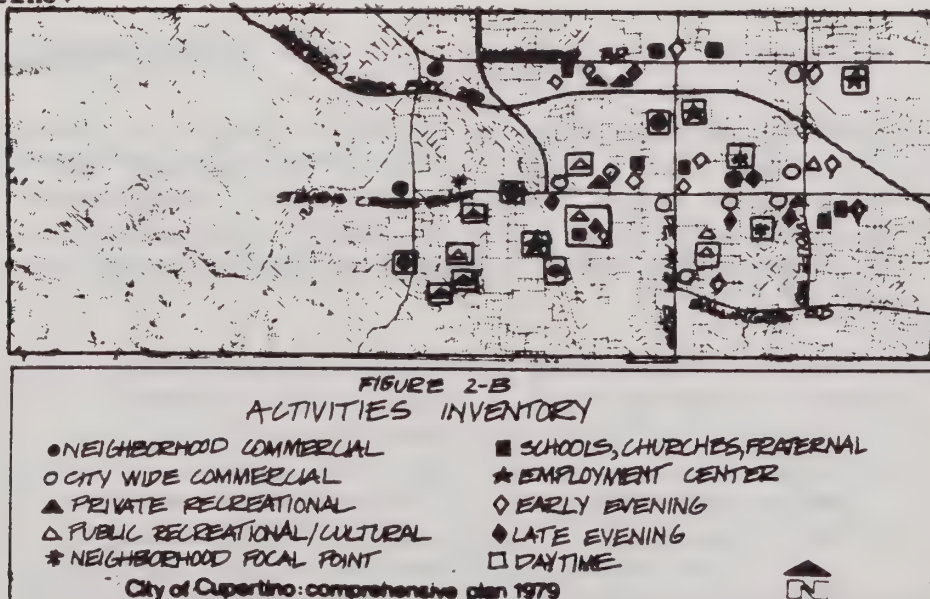 FIGURE 2-B
ACTIVITIES INVENTORY
● NEIGHBORHOOD COMMERCIAL
○ CITY WIDE COMMERCIAL
▲ PRIVATE RECREATIONAL
△ PUBLIC RECREATIONAL/CULTURAL
✱ NEIGHBORHOOD FOCAL POINT
■ SCHOOLS, CHURCHES, FRATERNAL
★ EMPLOYMENT CENTER
◇ EARLY EVENING
◆ LATE EVENING
□ DAYTIME
City of Cupertino: comprehensive plan 1979
N